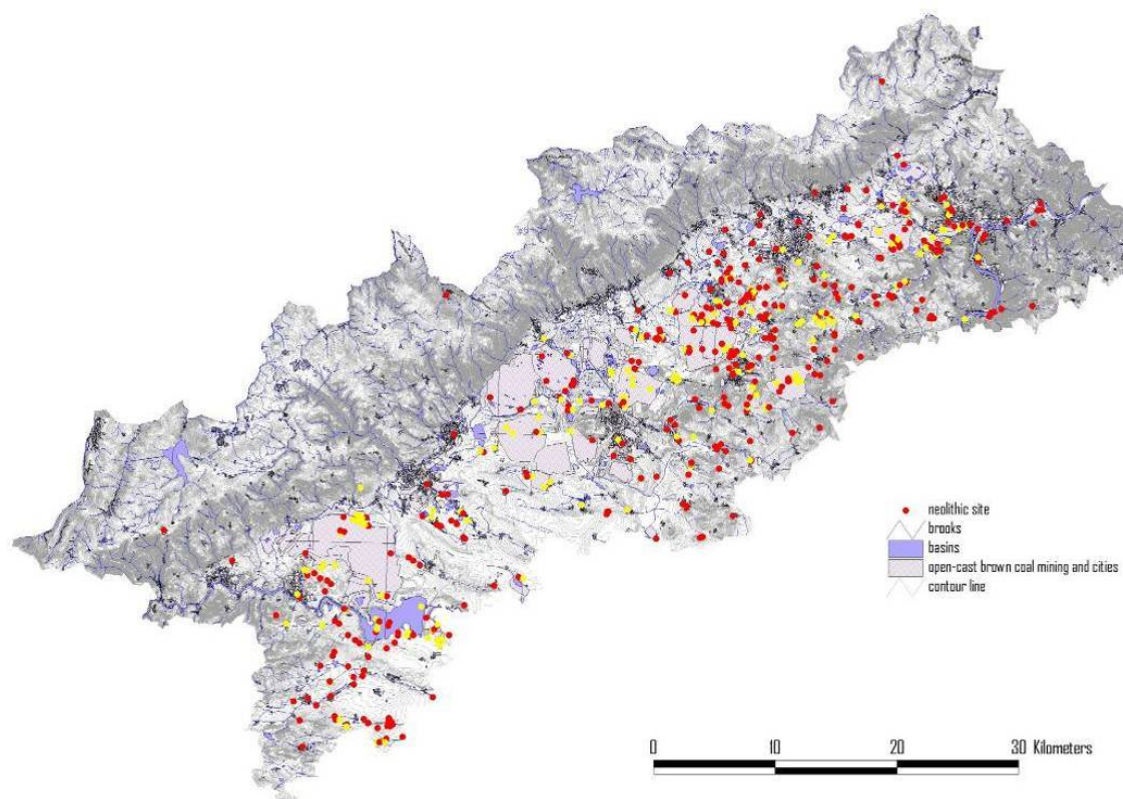 neolithic site
brooks
basins
open-cast brown coal mining and cities
contour line
0 10 20 30 Kilometers